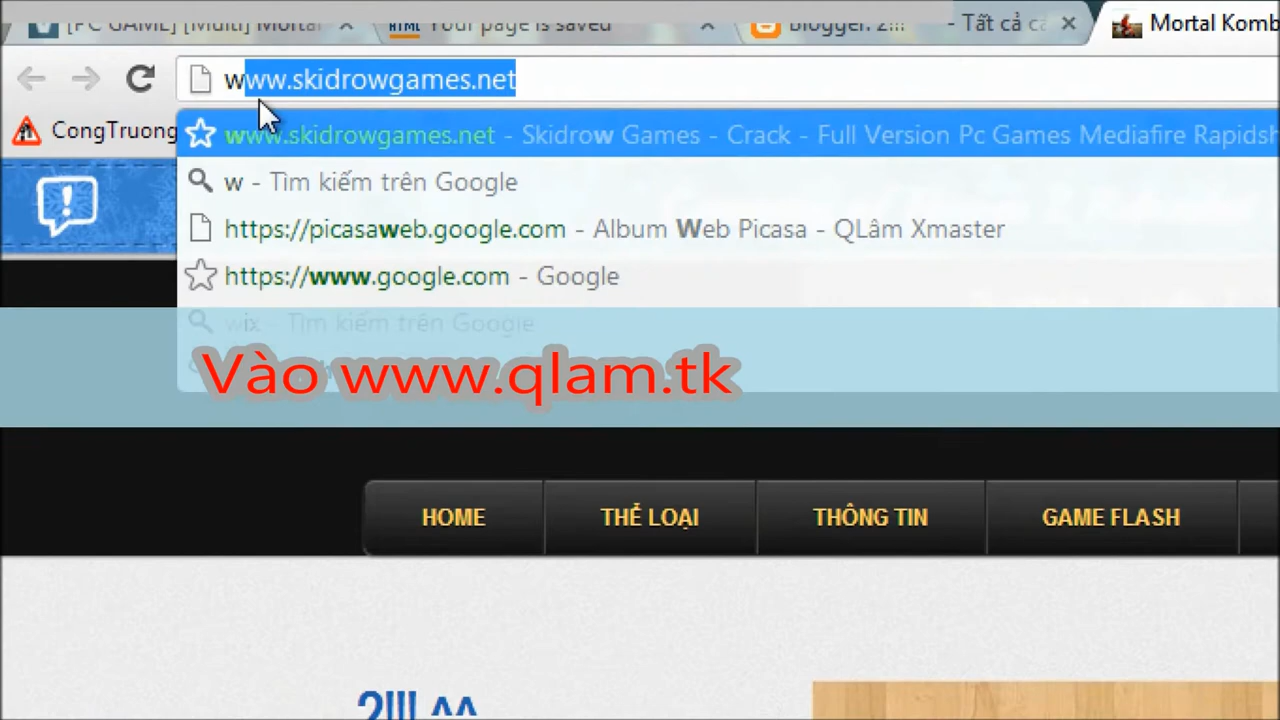 [PC GAME] [Multi] Mortal
Your page is saved
Blogger: 2!!!
- Tất cả cá
Mortal Komb
www.skidrowgames.net
CongTruong
www.skidrowgames.net - Skidrow Games - Crack - Full Version Pc Games Mediafire Rapidsh
w - Tìm kiếm trên Google
https://picasaweb.google.com - Album Web Picasa - QLâm Xmaster
https://www.google.com - Google
wix - Tìm kiếm trên Google
Vào www.qlam.tk
HOME
THỂ LOẠI
THÔNG TIN
GAME FLASH
2!!! ^^